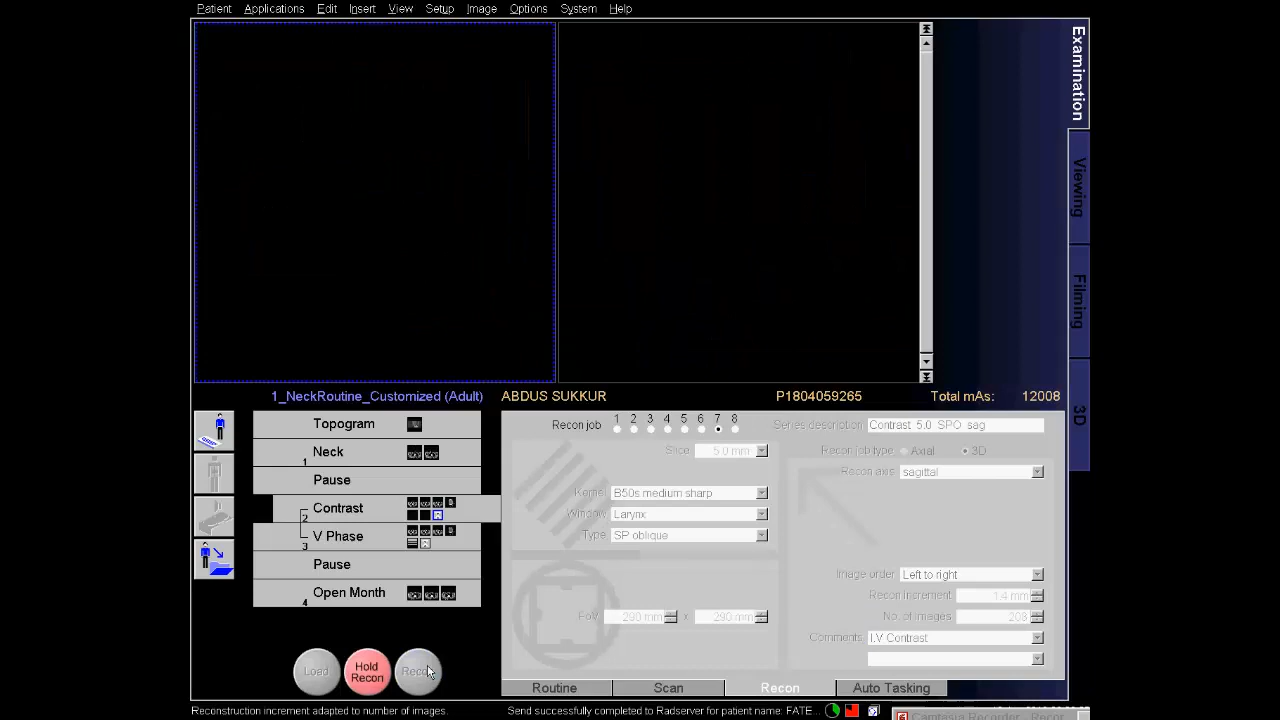 Patient Applications Edit Insert View Setup Image Options System Help
Examination
Viewing
Filming
3D
1_NeckRoutine_Customized (Adult) ABDUS SUKKUR P1804059265 Total mAs: 12008
Topogram
1 Neck
Pause
2 Contrast
3 V Phase
Pause
4 Open Month
Load
Hold
Recon
Recon job 1 2 3 4 5 6 7 8
Series description Contrast 5.0 SPO sag
Slice 5.0 mm
Recon job type Axial 3D
Recon axis sagittal
Kernel B50s medium sharp
Window Larynx
Type SP oblique
Image order Left to right
Recon increment 1.4 mm
FoV 290 mm x 290 mm
No. of images 208
Comments I.V Contrast
Routine Scan Recon Auto Tasking
Reconstruction increment adapted to number of images. Send successfully completed to Radserver for patient name: FATE...
Camtasia Recorder - Recor